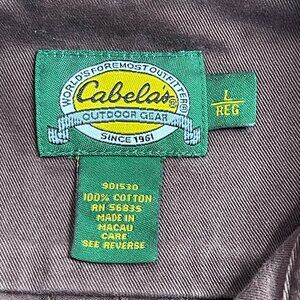 WORLD'S FOREMOST OUTFITTER®
Cabela's®
OUTDOOR GEAR
SINCE 1961
L
REG
901530
100% COTTON
RN 56835
MADE IN
MACAU
CARE
SEE REVERSE